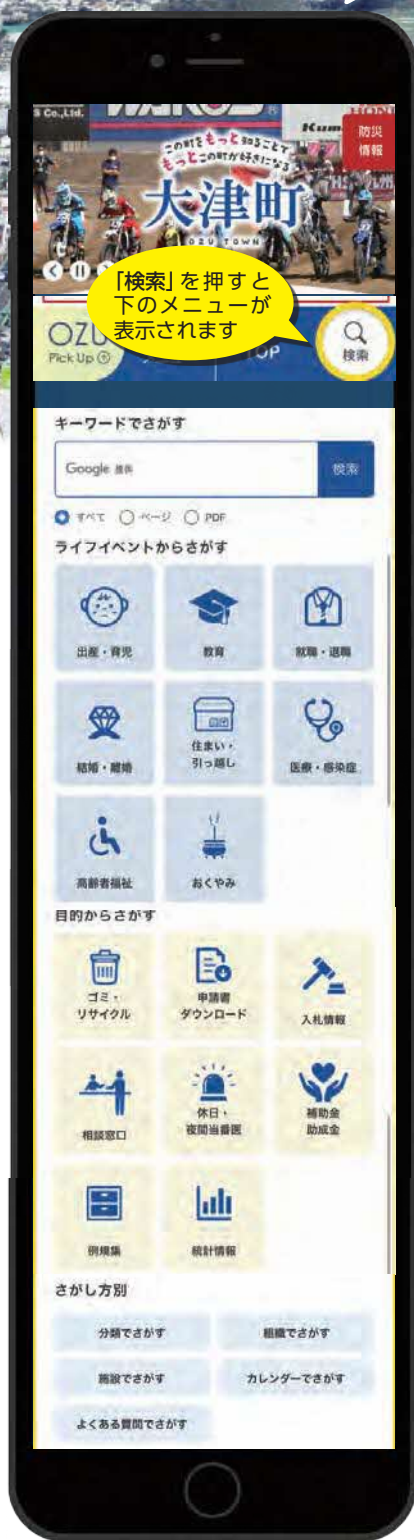 S Co.,Ltd.
防災
情報
この町をもっと知ることで
もっとこの町が好きになる
大津町
OZU TOWN
「検索」を押すと
下のメニューが
表示されます
OZU
Pick Up
TOP
検索
キーワードでさがす
Google 提供
検索
すべて ページ PDF
ライフイベントからさがす
出産・育児 教育 就職・退職
結婚・離婚 住まい・
引っ越し 医療・感染症
高齢者福祉 おくやみ
目的からさがす
ゴミ・
リサイクル 申請書
ダウンロード 入札情報
相談窓口 休日・
夜間当番医 補助金
助成金
例規集 統計情報
さがし方別
分類でさがす 組織でさがす
施設でさがす カレンダーでさがす
よくある質問でさがす